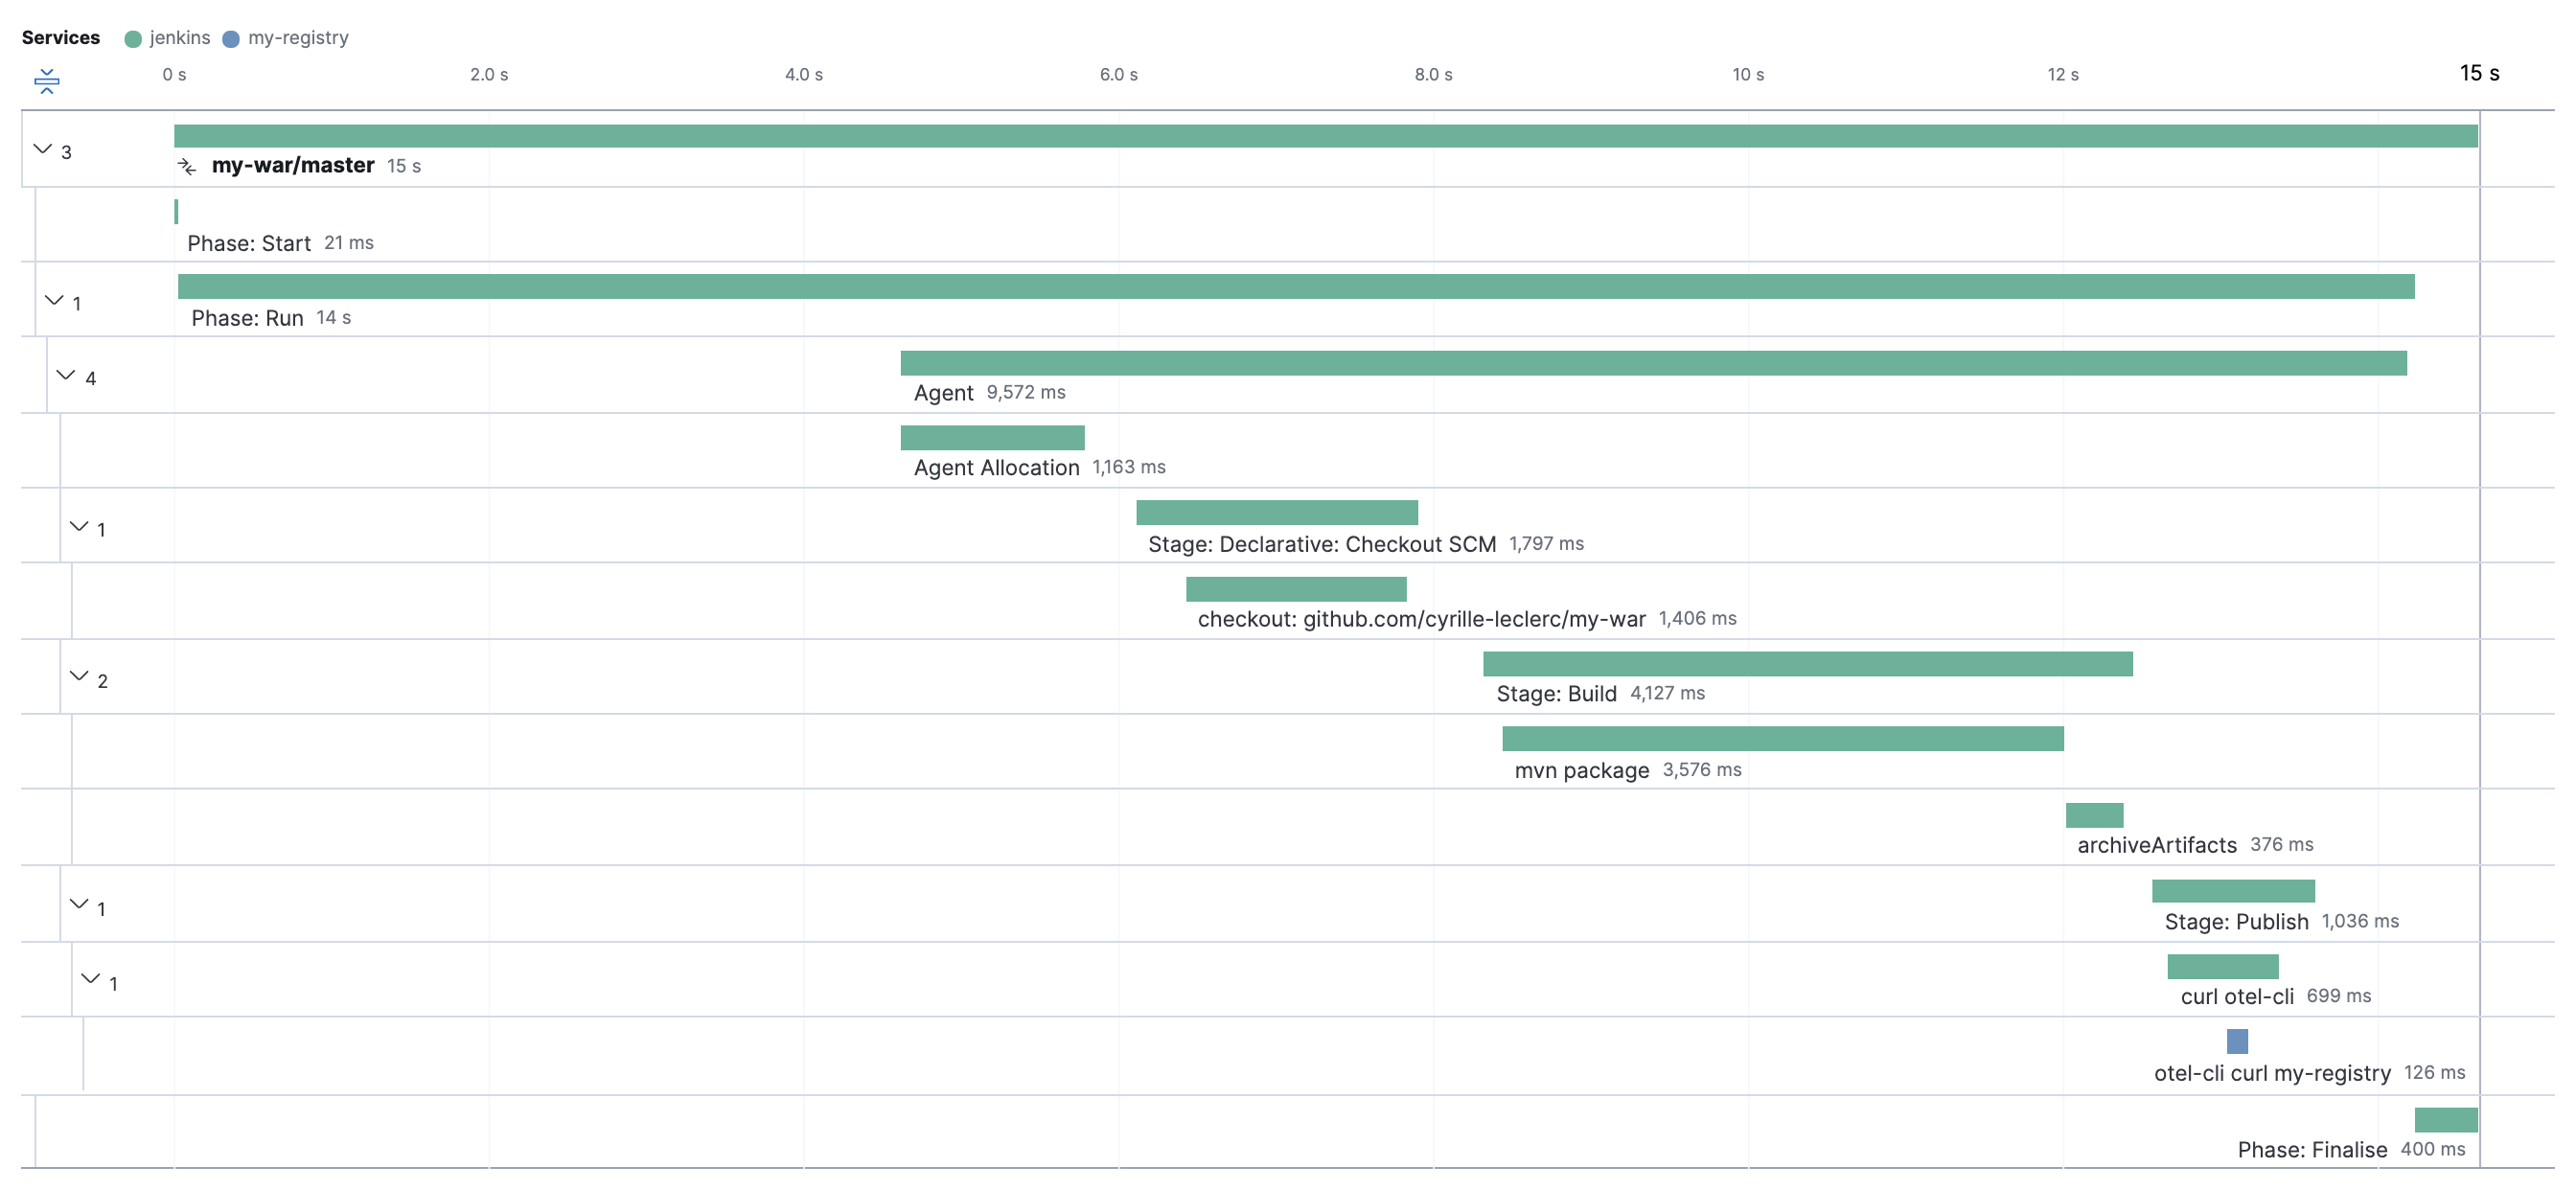 Services jenkins my-registry
0 s 2.0 s 4.0 s 6.0 s 8.0 s 10 s 12 s 15 s
3
my-war/master 15 s
Phase: Start 21 ms
1
Phase: Run 14 s
4
Agent 9,572 ms
Agent Allocation 1,163 ms
1
Stage: Declarative: Checkout SCM 1,797 ms
checkout: github.com/cyrille-leclerc/my-war 1,406 ms
2
Stage: Build 4,127 ms
mvn package 3,576 ms
archiveArtifacts 376 ms
1
Stage: Publish 1,036 ms
1
curl otel-cli 699 ms
otel-cli curl my-registry 126 ms
Phase: Finalise 400 ms